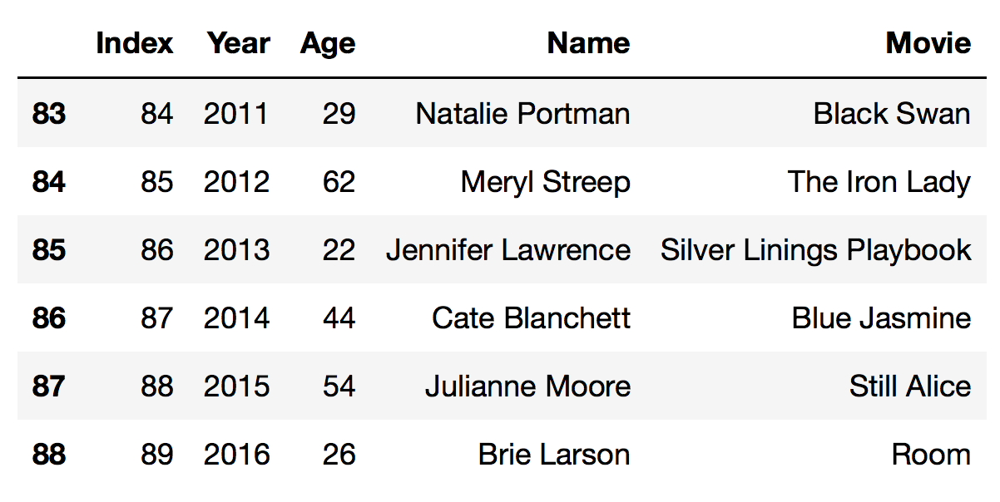 Index Year Age Name Movie
83 84 2011 29 Natalie Portman Black Swan
84 85 2012 62 Meryl Streep The Iron Lady
85 86 2013 22 Jennifer Lawrence Silver Linings Playbook
86 87 2014 44 Cate Blanchett Blue Jasmine
87 88 2015 54 Julianne Moore Still Alice
88 89 2016 26 Brie Larson Room